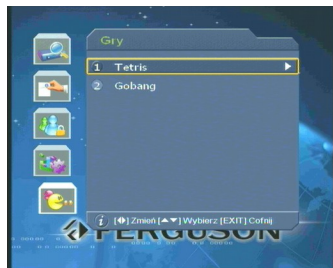 Gry
1 Tetris
2 Gobang
i [◀▶] Zmień [▲▼] Wybierz [EXIT] Cofnij
FERGUSON